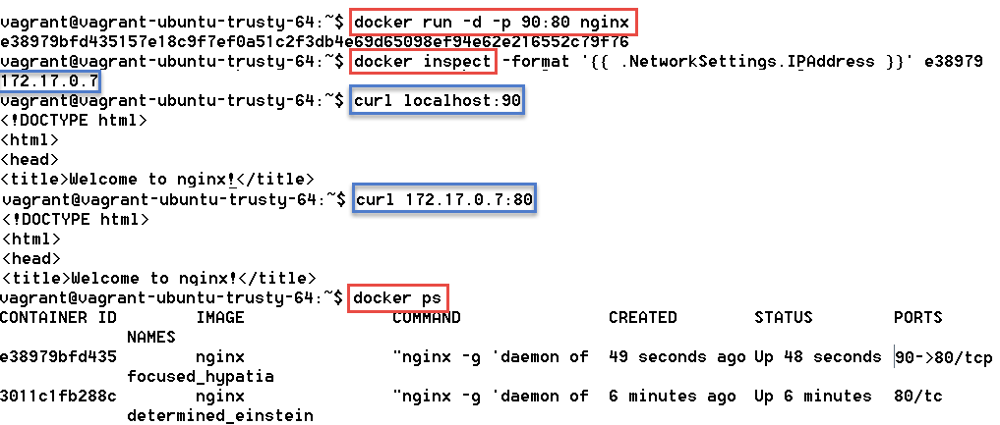 vagrant@vagrant-ubuntu-trusty-64:~$ docker run -d -p 90:80 nginx
e38979bfd435157e18c9f7ef0a51c2f3db4e69d65098ef94e62e216552c79f76
vagrant@vagrant-ubuntu-trusty-64:~$ docker inspect -format '{{ .NetworkSettings.IPAddress }}' e38979
172.17.0.7
vagrant@vagrant-ubuntu-trusty-64:~$ curl localhost:90
<!DOCTYPE html>
<html>
<head>
<title>Welcome to nginx!</title>
vagrant@vagrant-ubuntu-trusty-64:~$ curl 172.17.0.7:80
<!DOCTYPE html>
<html>
<head>
<title>Welcome to nginx!</title>
vagrant@vagrant-ubuntu-trusty-64:~$ docker ps
CONTAINER ID IMAGE COMMAND CREATED STATUS PORTS
NAMES
e38979bfd435 nginx "nginx -g 'daemon of 49 seconds ago Up 48 seconds 90->80/tcp
focused_hypatia
3011c1fb288c nginx "nginx -g 'daemon of 6 minutes ago Up 6 minutes 80/tc
determined_einstein